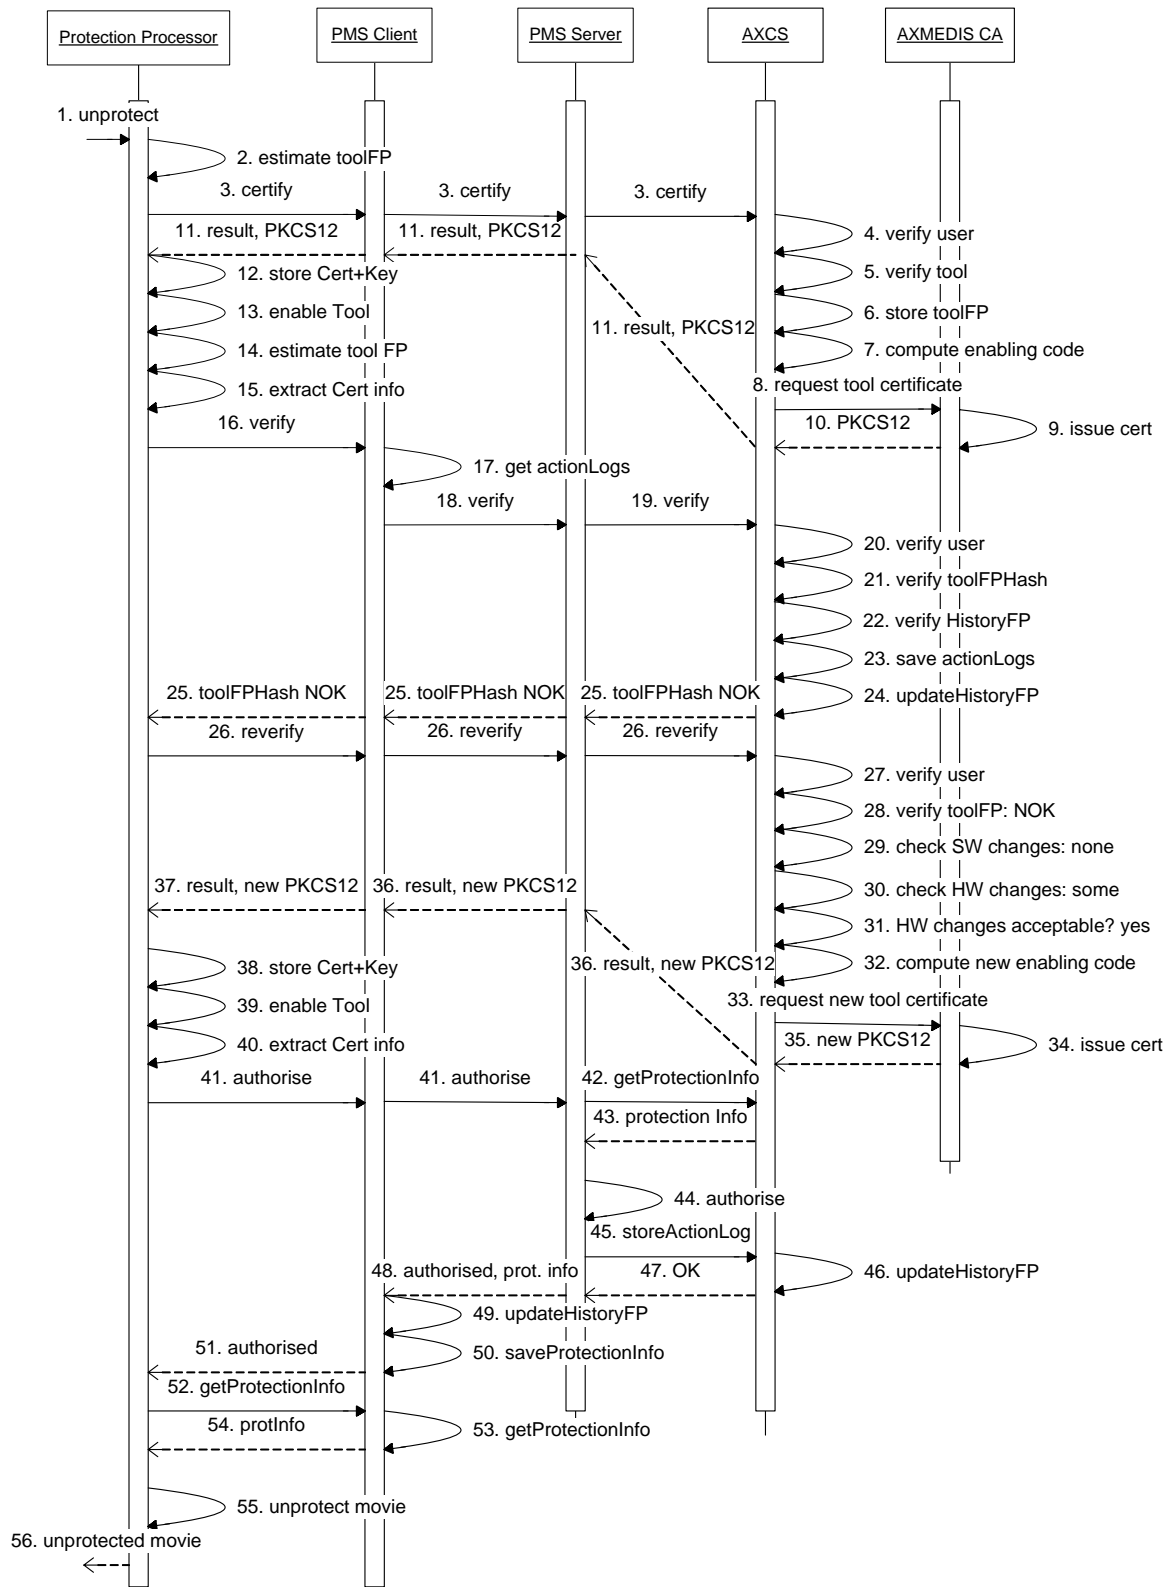 Protection Processor
PMS Client
PMS Server
AXCS
AXMEDIS CA
1. unprotect
2. estimate toolFP
3. certify
3. certify
3. certify
11. result, PKCS12
11. result, PKCS12
4. verify user
12. store Cert+Key
5. verify tool
13. enable Tool
6. store toolFP
11. result, PKCS12
14. estimate tool FP
7. compute enabling code
15. extract Cert info
8. request tool certificate
16. verify
10. PKCS12
9. issue cert
17. get actionLogs
18. verify
19. verify
20. verify user
21. verify toolFPHash
22. verify HistoryFP
23. save actionLogs
25. toolFPHash NOK
25. toolFPHash NOK
25. toolFPHash NOK
24. updateHistoryFP
26. reverify
26. reverify
26. reverify
27. verify user
28. verify toolFP: NOK
29. check SW changes: none
37. result, new PKCS12
36. result, new PKCS12
30. check HW changes: some
31. HW changes acceptable? yes
38. store Cert+Key
36. result, new PKCS12
32. compute new enabling code
39. enable Tool
33. request new tool certificate
40. extract Cert info
35. new PKCS12
34. issue cert
41. authorise
41. authorise
42. getProtectionInfo
43. protection Info
44. authorise
45. storeActionLog
48. authorised, prot. info
47. OK
46. updateHistoryFP
49. updateHistoryFP
51. authorised
50. saveProtectionInfo
52. getProtectionInfo
54. protInfo
53. getProtectionInfo
55. unprotect movie
56. unprotected movie